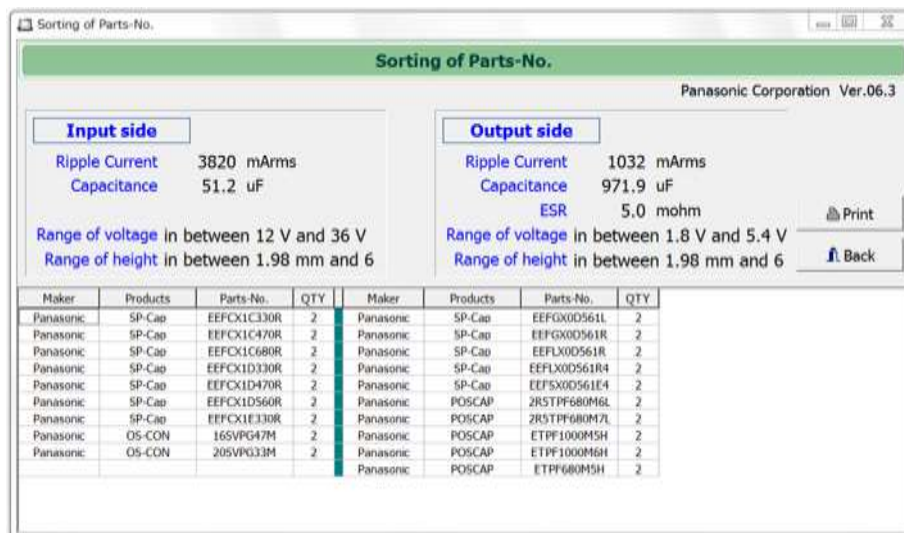 Sorting of Parts-No.
Sorting of Parts-No.
Panasonic Corporation Ver.06.3
Input side
Ripple Current 3820 mArms
Capacitance 51.2 uF
Range of voltage in between 12 V and 36 V
Range of height in between 1.98 mm and 6
Output side
Ripple Current 1032 mArms
Capacitance 971.9 uF
ESR 5.0 mohm
Range of voltage in between 1.8 V and 5.4 V
Range of height in between 1.98 mm and 6
Print
Back
Maker Products Parts-No. QTY Maker Products Parts-No. QTY
Panasonic SP-Cap EEFCX1C330R 2 Panasonic SP-Cap EEFGX0D561L 2
Panasonic SP-Cap EEFCX1C470R 2 Panasonic SP-Cap EEFGX0D561R 2
Panasonic SP-Cap EEFCX1C680R 2 Panasonic SP-Cap EEFLX0D561R 2
Panasonic SP-Cap EEFCX1D330R 2 Panasonic SP-Cap EEFLX0D561R4 2
Panasonic SP-Cap EEFCX1D470R 2 Panasonic SP-Cap EEFSX0D561E4 2
Panasonic SP-Cap EEFCX1D560R 2 Panasonic POSCAP 2R5TPF680M6L 2
Panasonic SP-Cap EEFCX1E330R 2 Panasonic POSCAP 2R5TPF680M7L 2
Panasonic OS-CON 16SVPG47M 2 Panasonic POSCAP ETPF1000M5H 2
Panasonic OS-CON 20SVPG33M 2 Panasonic POSCAP ETPF1000M6H 2
Panasonic POSCAP ETPF680M5H 2